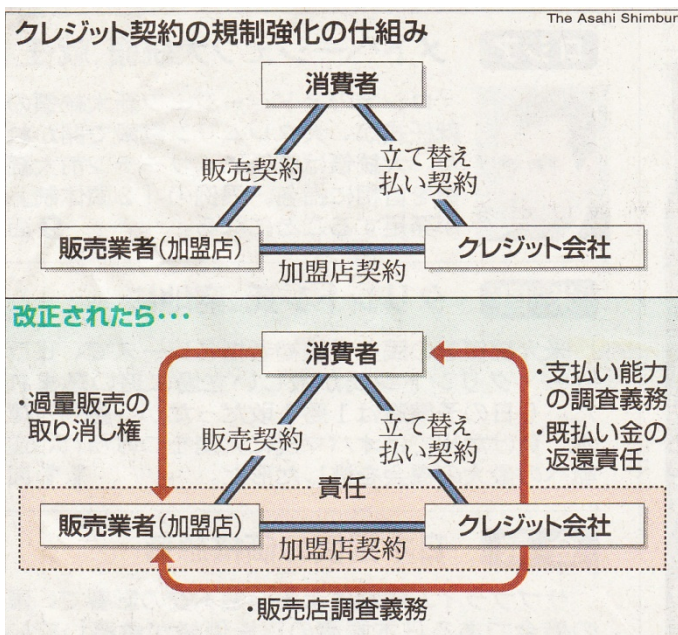 The Asahi Shimbun
クレジット契約の規制強化の仕組み
消費者
販売契約
立て替え
払い契約
販売業者(加盟店)
クレジット会社
加盟店契約
改正されたら・・・
消費者
・過量販売の
取り消し権
・支払い能力
の調査義務
・既払い金の
返還責任
販売契約
立て替え
払い契約
責任
販売業者(加盟店)
クレジット会社
加盟店契約
・販売店調査義務